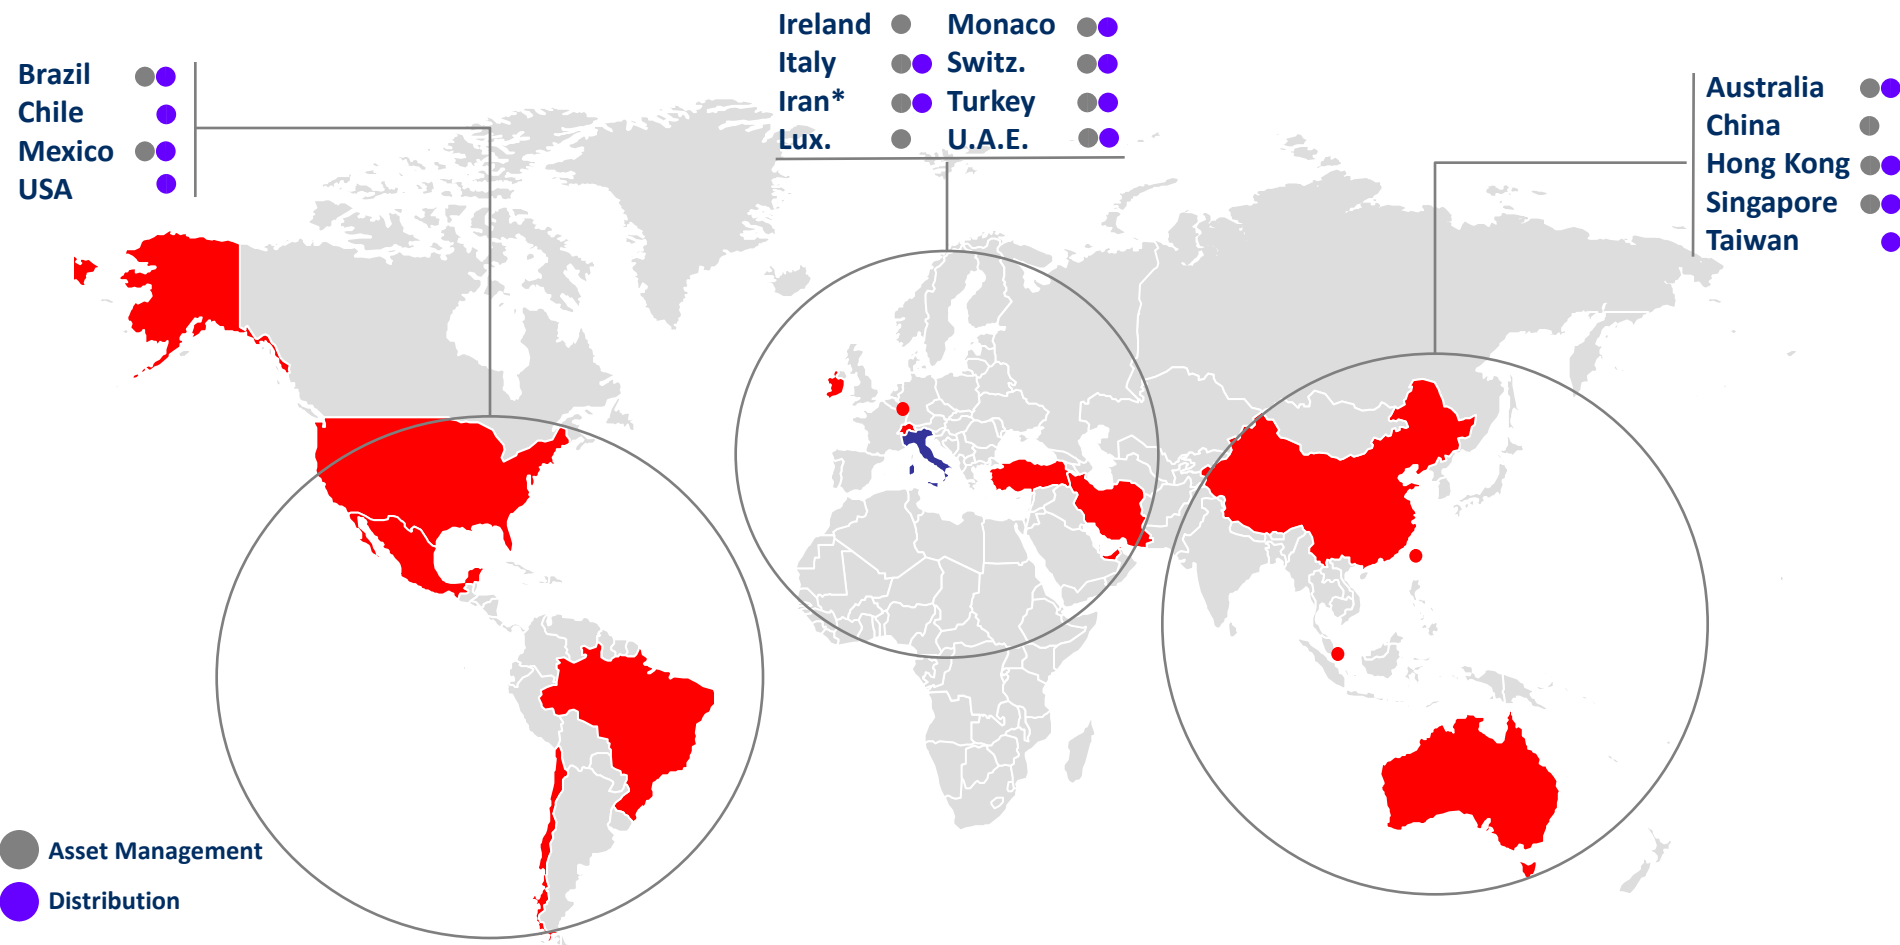 Ireland
Italy
Iran*
Lux.
Monaco
Switz.
Turkey
U.A.E.
Brazil
Chile
Mexico
USA
Australia
China
Hong Kong
Singapore
Taiwan
Asset Management
Distribution